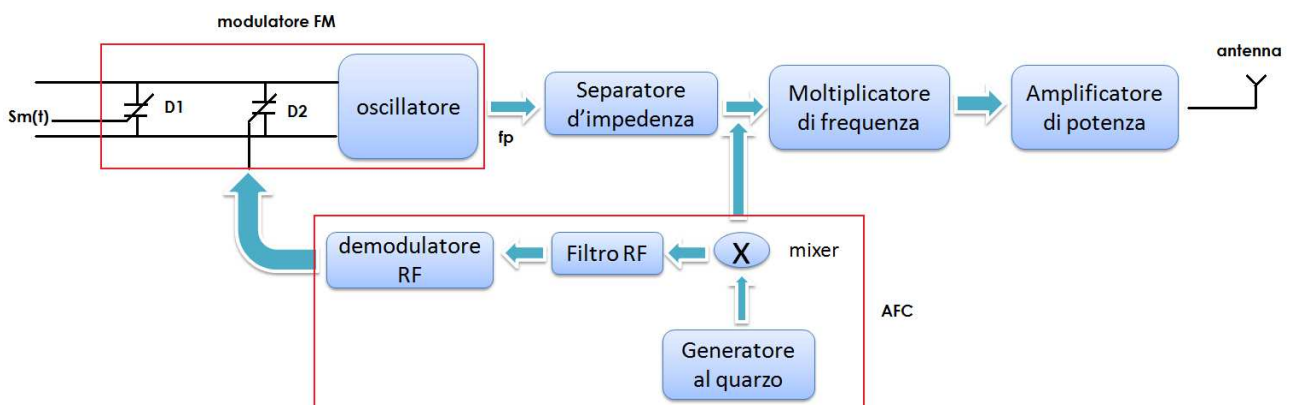 modulatore FM
antenna
Sm(t)
D1
D2
oscillatore
fp
Separatore
d'impedenza
Moltiplicatore
di frequenza
Amplificatore
di potenza
demodulatore
RF
Filtro RF
X
mixer
AFC
Generatore
al quarzo